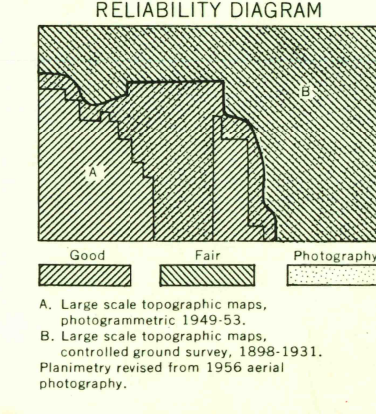 RELIABILITY DIAGRAM
B
A
Good Fair Photography
A. Large scale topographic maps,
photogrammetric 1949-53.
B. Large scale topographic maps,
controlled ground survey, 1898-1931.
Planimetry revised from 1956 aerial
photography.